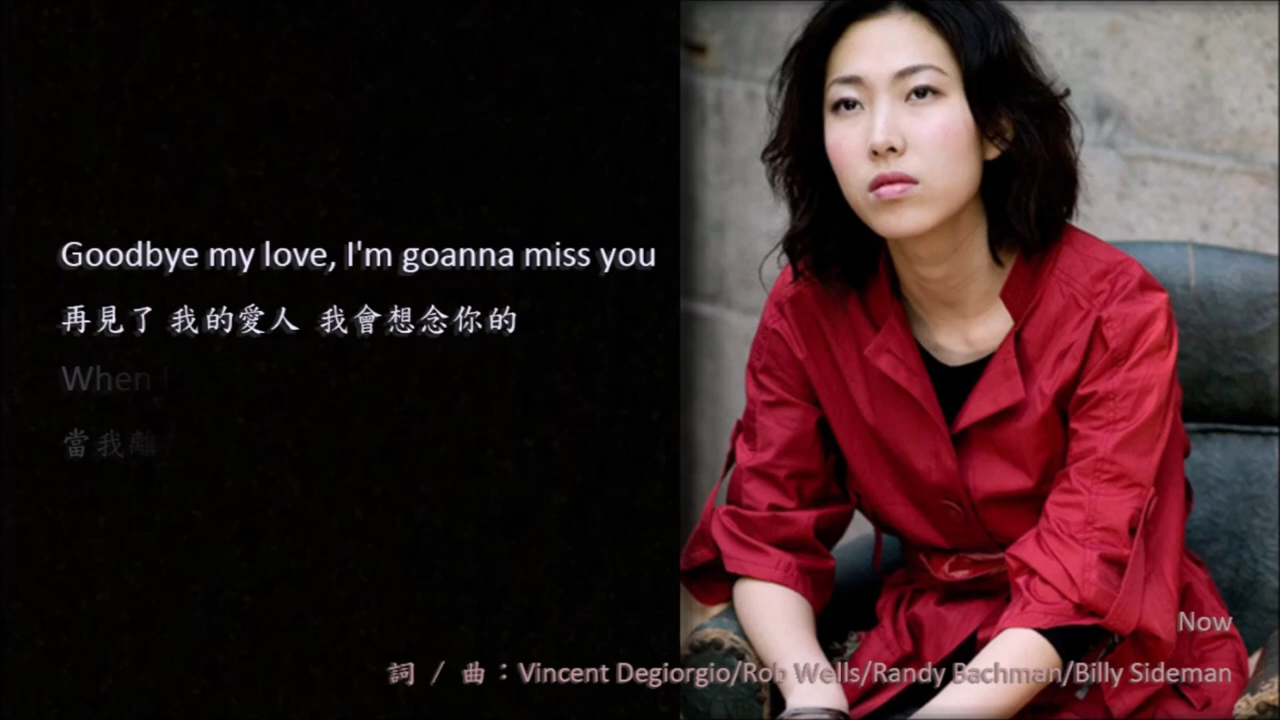 Goodbye my love, I'm goanna miss you
再見了 我的愛人 我會想念你的
When
當我離
Now
詞 / 曲：Vincent Degiorgio/Rob Wells/Randy Bachman/Billy Sideman